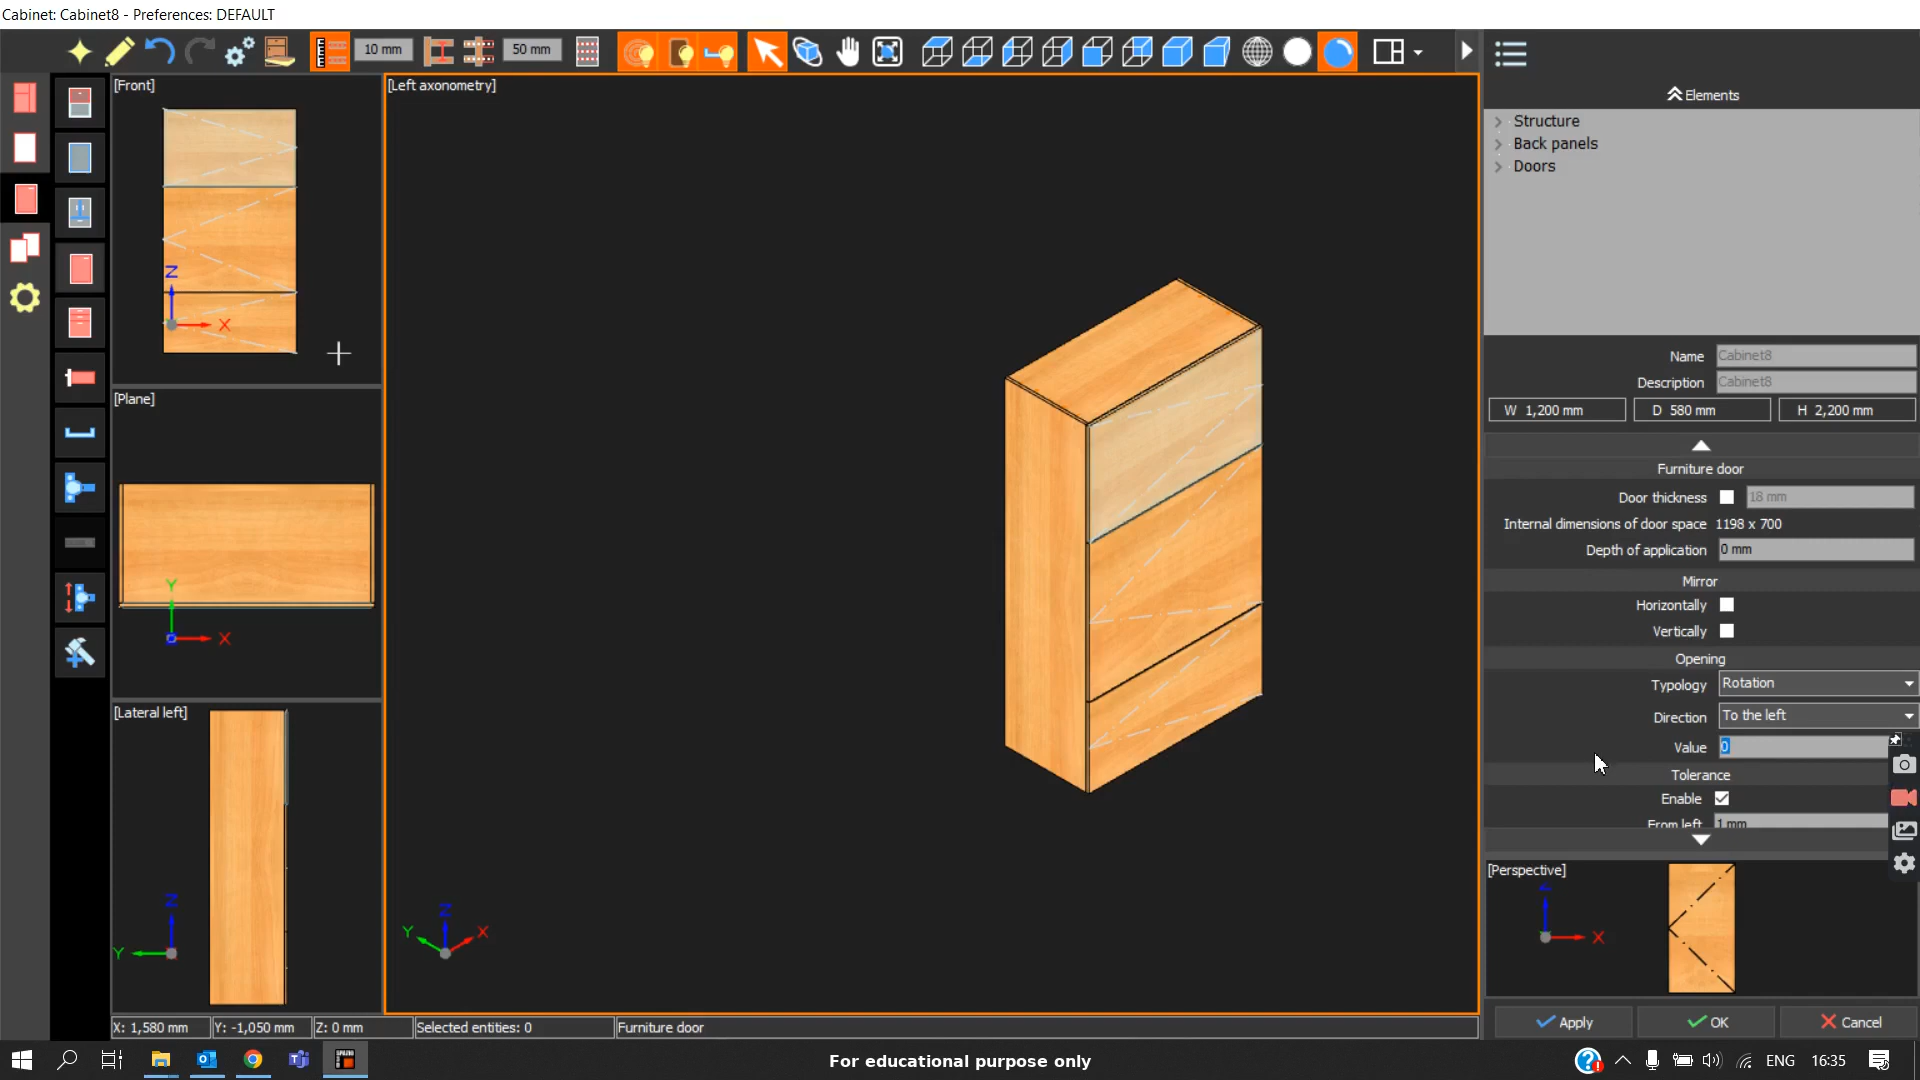 Cabinet: Cabinet8 - Preferences: DEFAULT
10 mm
50 mm
[Front]
Z
X
[Plane]
Y
X
[Lateral left]
Z
Y
[Left axonometry]
Z
Y
X
Elements
Structure
Back panels
Doors
Name Cabinet8
Description Cabinet8
W 1,200 mm D 580 mm H 2,200 mm
Furniture door
Door thickness 18 mm
Internal dimensions of door space 1198 x 700
Depth of application 0 mm
Mirror
Horizontally
Vertically
Opening
Typology Rotation
Direction To the left
Value 0
Tolerance
Enable
From left 1 mm
[Perspective]
Z
X
Apply OK Cancel
X: 1,580 mm Y: -1,050 mm Z: 0 mm Selected entities: 0 Furniture door
For educational purpose only
ENG 16:35